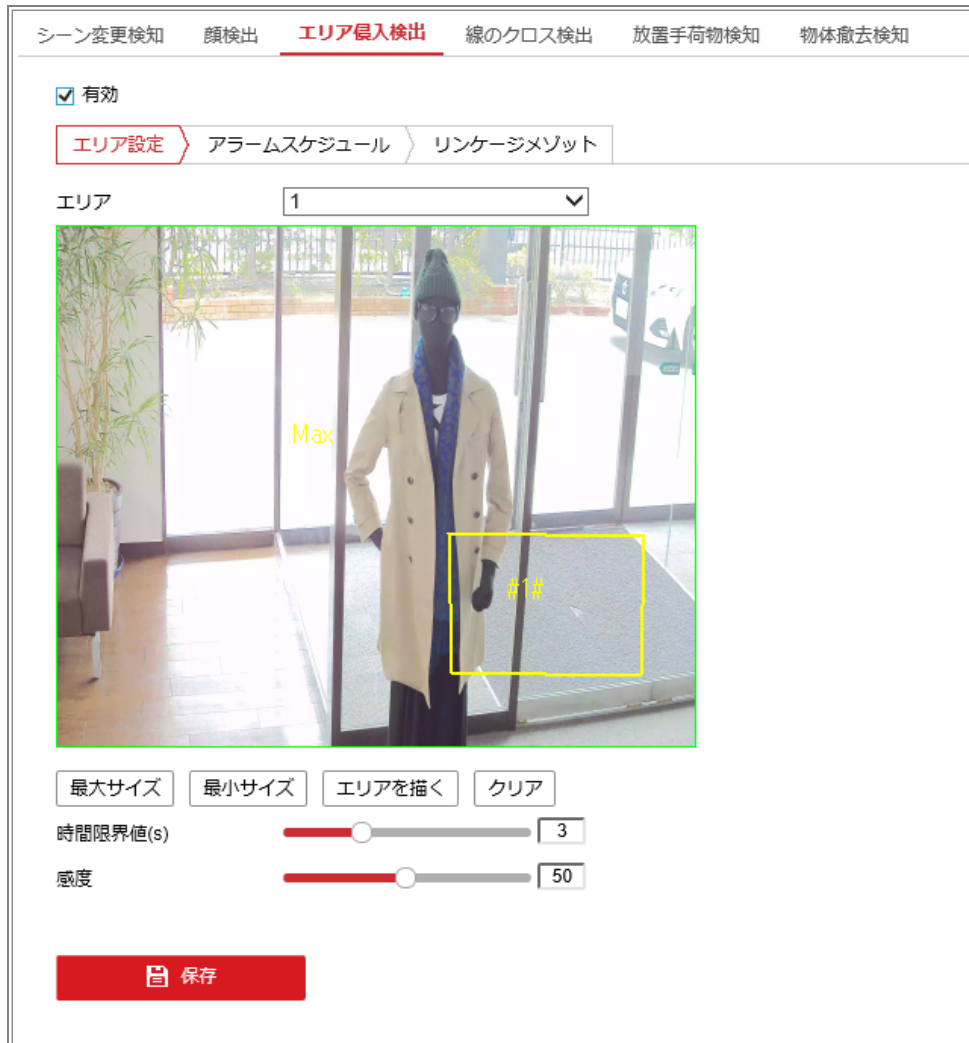 シーン変更検知 顔検出 エリア侵入検出 線のクロス検出 放置手荷物検知 物体撤去検知
有効
エリア設定 アラームスケジュール リンケージメゾット
エリア 1
Max
#1#
最大サイズ 最小サイズ エリアを描く クリア
時間限界値(s) 3
感度 50
保存